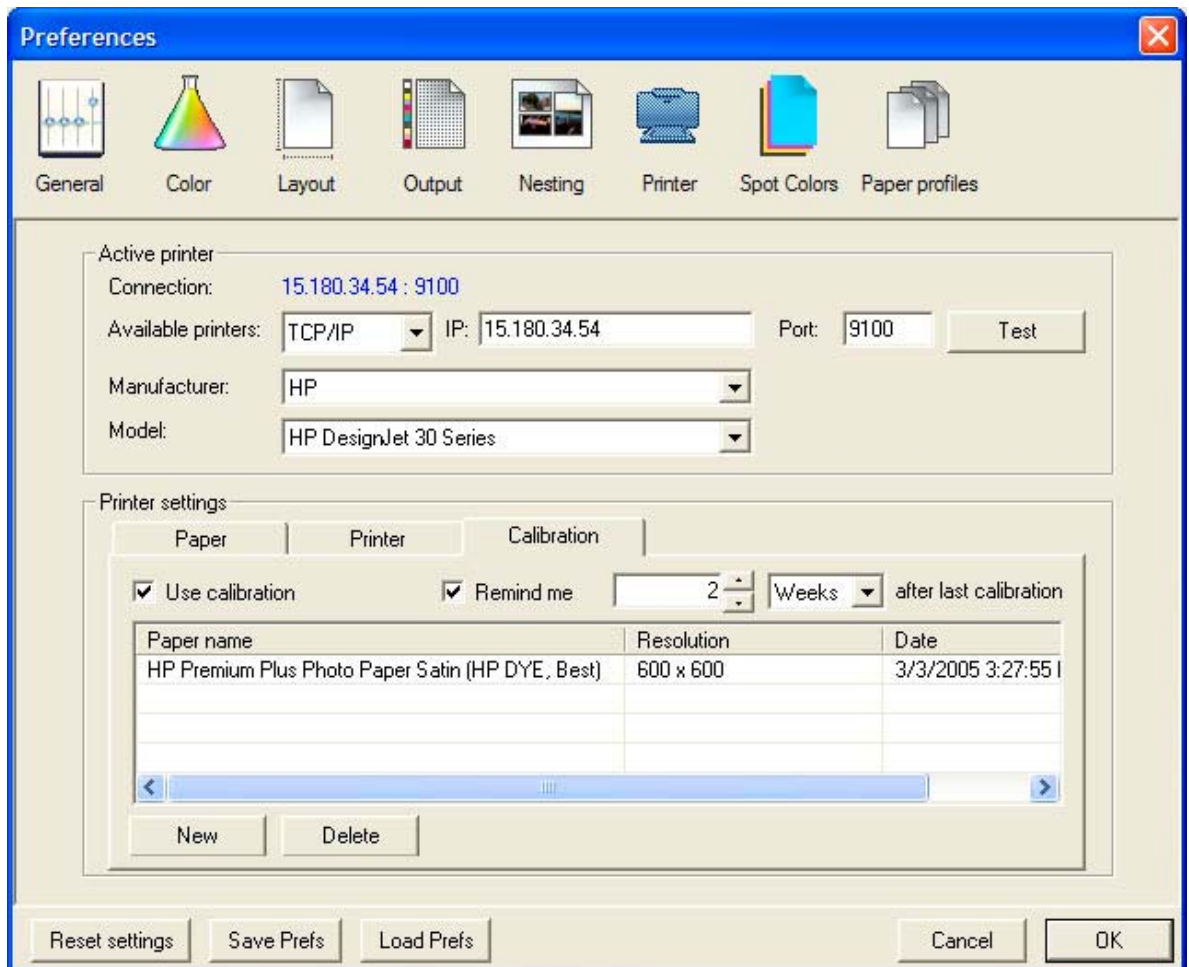 Preferences
General Color Layout Output Nesting Printer Spot Colors Paper profiles
Active printer
Connection: 15.180.34.54 : 9100
Available printers: TCP/IP IP: 15.180.34.54 Port: 9100 Test
Manufacturer: HP
Model: HP DesignJet 30 Series
Printer settings
Paper Printer Calibration
Use calibration Remind me 2 Weeks after last calibration
Paper name Resolution Date
HP Premium Plus Photo Paper Satin (HP DYE, Best) 600 x 600 3/3/2005 3:27:55
New Delete
Reset settings Save Prefs Load Prefs Cancel OK